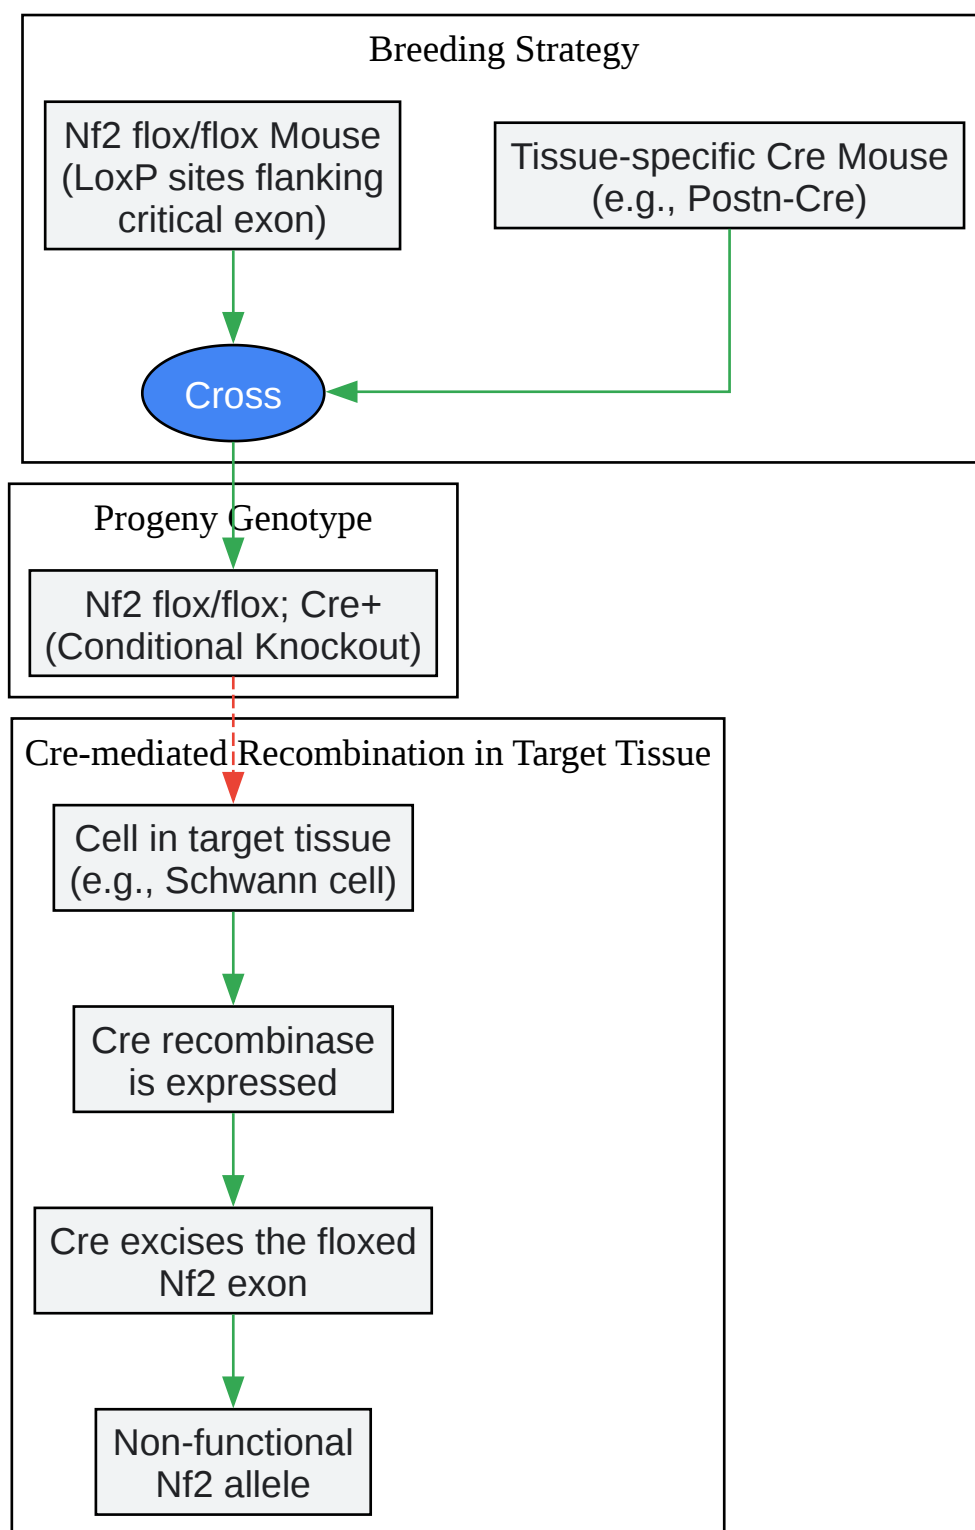 Breeding Strategy
Nf2 flox/flox Mouse
(LoxP sites flanking
critical exon)
Tissue-specific Cre Mouse
(e.g., Postn-Cre)
Cross
Progeny Genotype
Nf2 flox/flox; Cre+
(Conditional Knockout)
Cre-mediated Recombination in Target Tissue
Cell in target tissue
(e.g., Schwann cell)
Cre recombinase
is expressed
Cre excises the floxed
Nf2 exon
Non-functional
Nf2 allele